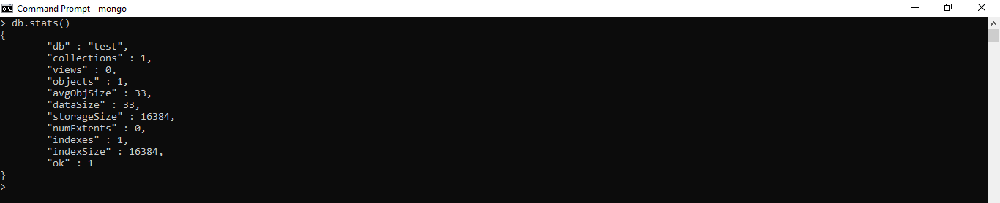 Command Prompt - mongo
> db.stats()
{
        "db" : "test",
        "collections" : 1,
        "views" : 0,
        "objects" : 1,
        "avgObjSize" : 33,
        "dataSize" : 33,
        "storageSize" : 16384,
        "numExtents" : 0,
        "indexes" : 1,
        "indexSize" : 16384,
        "ok" : 1
}
>